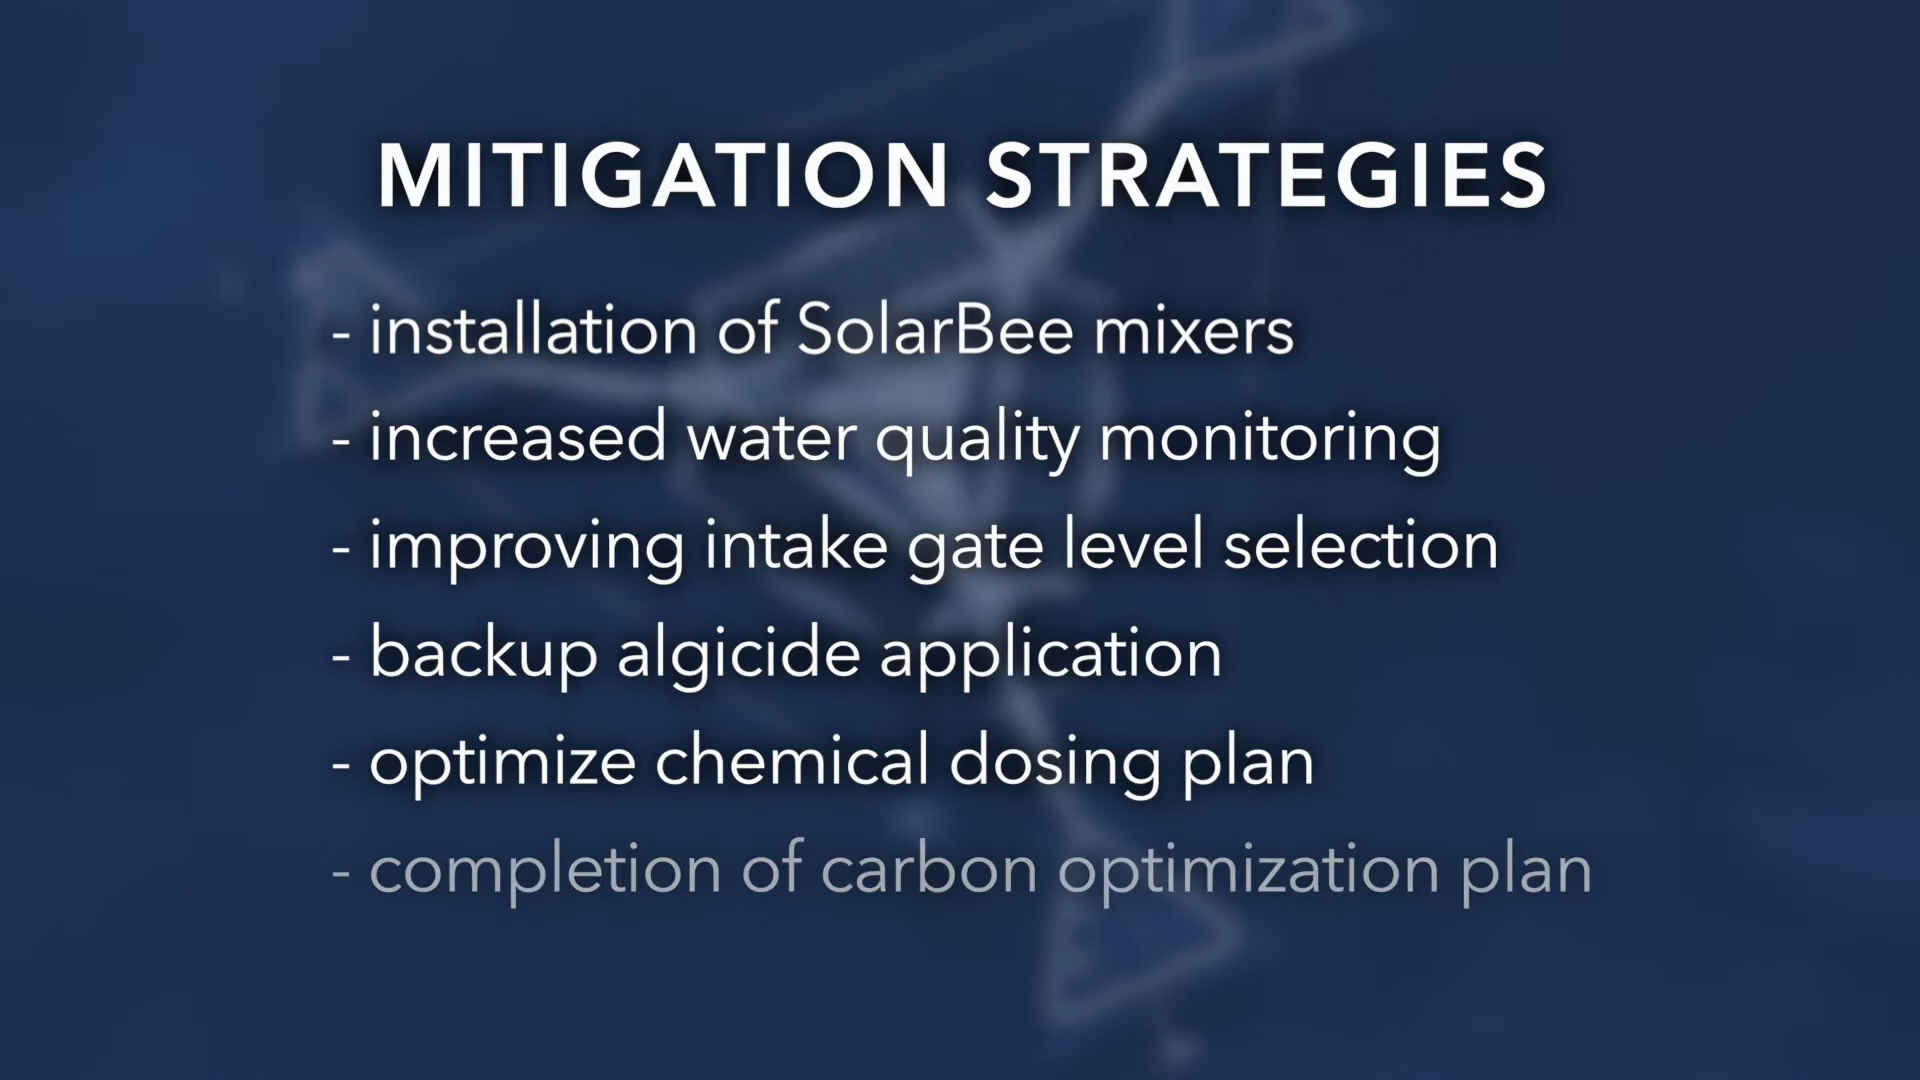 MITIGATION STRATEGIES
- installation of SolarBee mixers
- increased water quality monitoring
- improving intake gate level selection
- backup algicide application
- optimize chemical dosing plan
- completion of carbon optimization plan